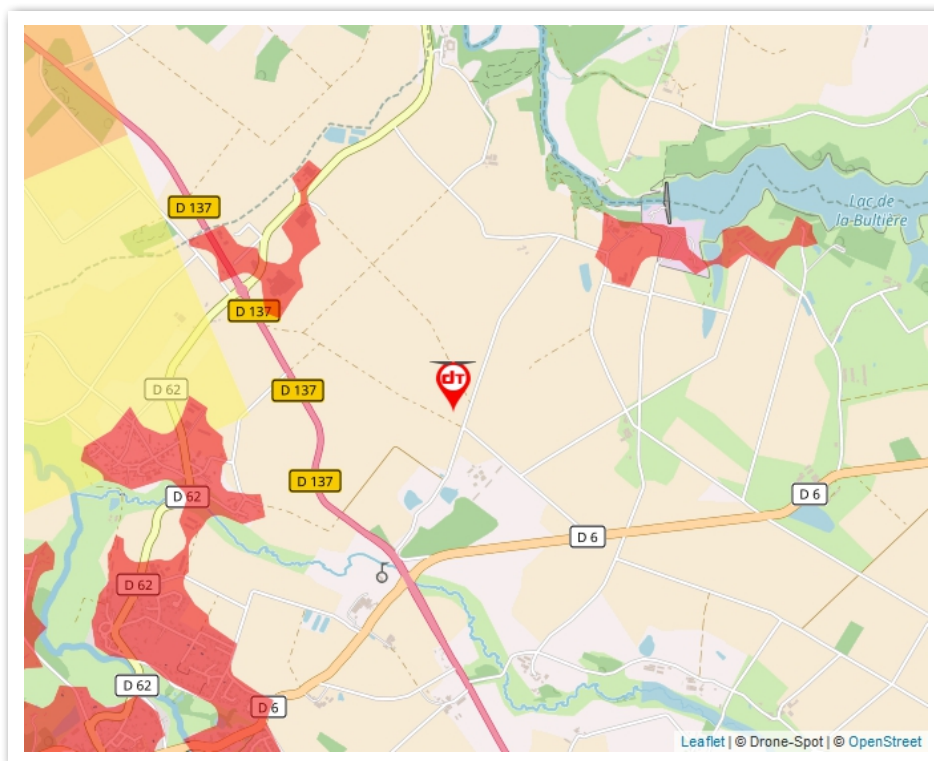 D 137
Lac de
la-Bultière
D 137
dT
D 62
D 137
D 137
D 62
D 6
D 6
D 62
D 62
D 6
Leaflet | © Drone-Spot | © OpenStreet